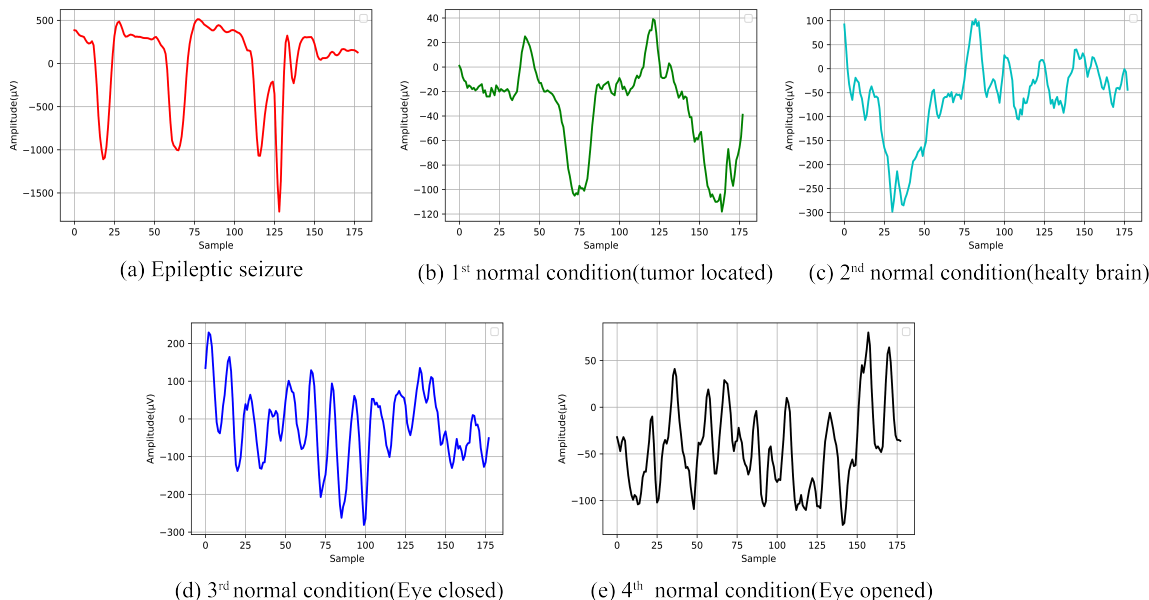 500
0
−500
−1000
−1500
0 25 50 75 100 125 150 175
Amplitude(μV)
Sample
(a) Epileptic seizure
40
20
0
−20
−40
−60
−80
−100
−120
0 25 50 75 100 125 150 175
Amplitude(μV)
Sample
(b) 1st normal condition(tumor located)
100
50
0
−50
−100
−150
−200
−250
−300
0 25 50 75 100 125 150 175
Amplitude(μV)
Sample
(c) 2nd normal condition(healty brain)
200
100
0
−100
−200
−300
0 25 50 75 100 125 150 175
Amplitude(μV)
Sample
(d) 3rd normal condition(Eye closed)
50
0
−50
−100
0 25 50 75 100 125 150 175
Amplitude(μV)
Sample
(e) 4th normal condition(Eye opened)